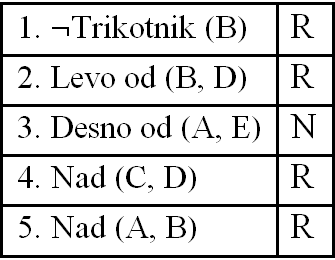 1. ¬Trikotnik (B) R
2. Levo od (B, D) R
3. Desno od (A, E) N
4. Nad (C, D) R
5. Nad (A, B) R